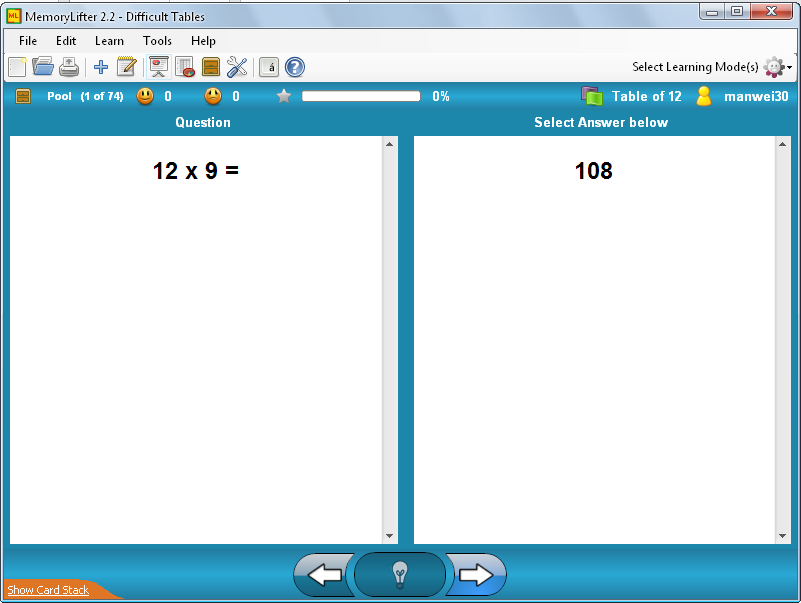 MemoryLifter 2.2 - Difficult Tables
File Edit Learn Tools Help
á ? Select Learning Mode(s)
Pool (1 of 74) 0 0 0% Table of 12 manwei30
Question Select Answer below
12 x 9 = 108
Show Card Stack